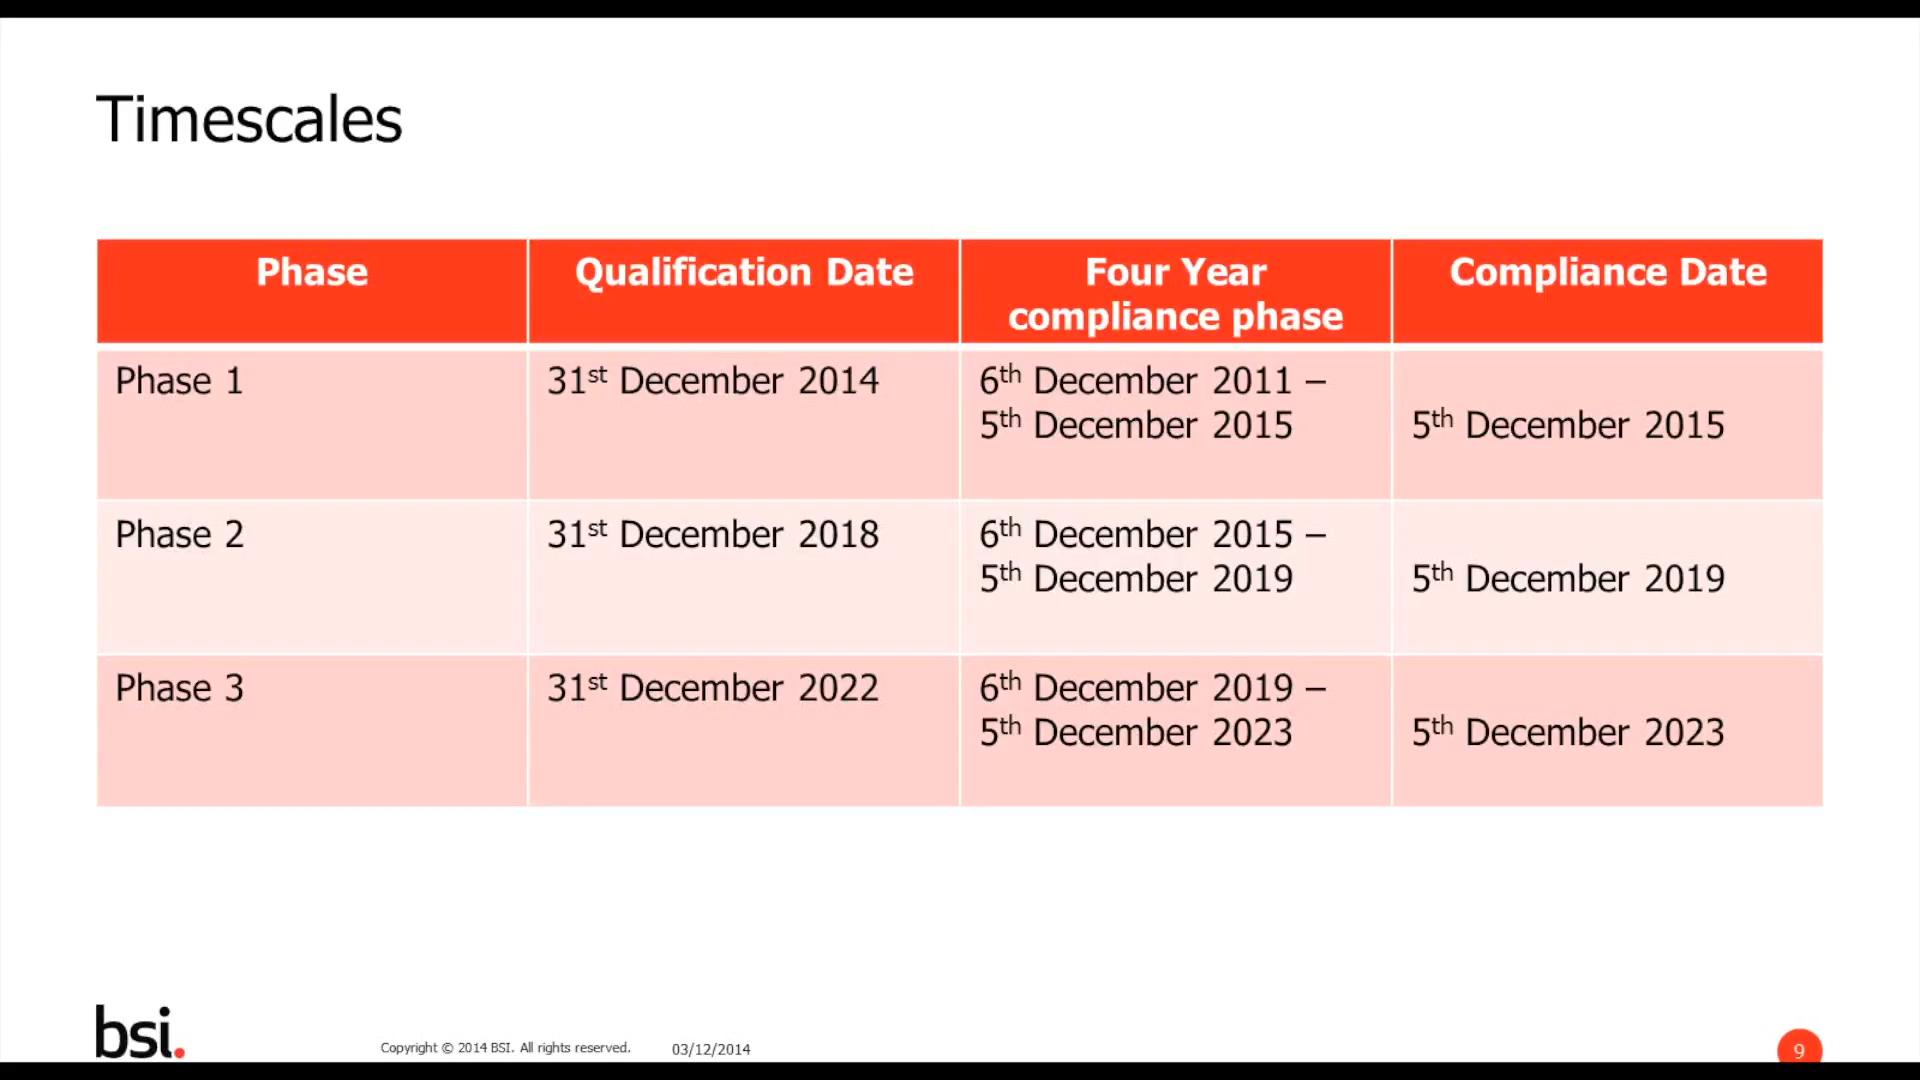 Timescales
Phase
Qualification Date
Four Year
compliance phase
Compliance Date
Phase 1
31st December 2014
6th December 2011 –
5th December 2015
5th December 2015
Phase 2
31st December 2018
6th December 2015 –
5th December 2019
5th December 2019
Phase 3
31st December 2022
6th December 2019 –
5th December 2023
5th December 2023
bsi.
Copyright © 2014 BSI. All rights reserved.
03/12/2014
9